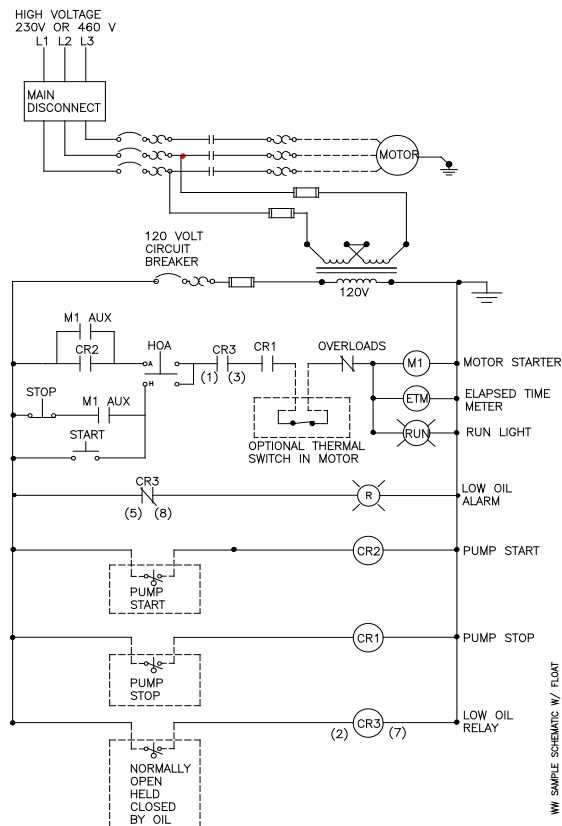 HIGH VOLTAGE
230V OR 460 V
L1 L2 L3
MAIN
DISCONNECT
MOTOR
120 VOLT
CIRCUIT
BREAKER
120V
M1 AUX
CR2
HOA
A
H
CR3
(1) (3)
CR1
OVERLOADS
M1
MOTOR STARTER
ETM
ELAPSED TIME
METER
RUN
RUN LIGHT
STOP
M1 AUX
START
OPTIONAL THERMAL
SWITCH IN MOTOR
CR3
(5) (8)
R
LOW OIL
ALARM
CR2
PUMP START
PUMP
START
CR1
PUMP STOP
PUMP
STOP
(2) CR3 (7)
LOW OIL
RELAY
NORMALLY
OPEN
HELD
CLOSED
BY OIL
WW SAMPLE SCHEMATIC W/ FLOAT